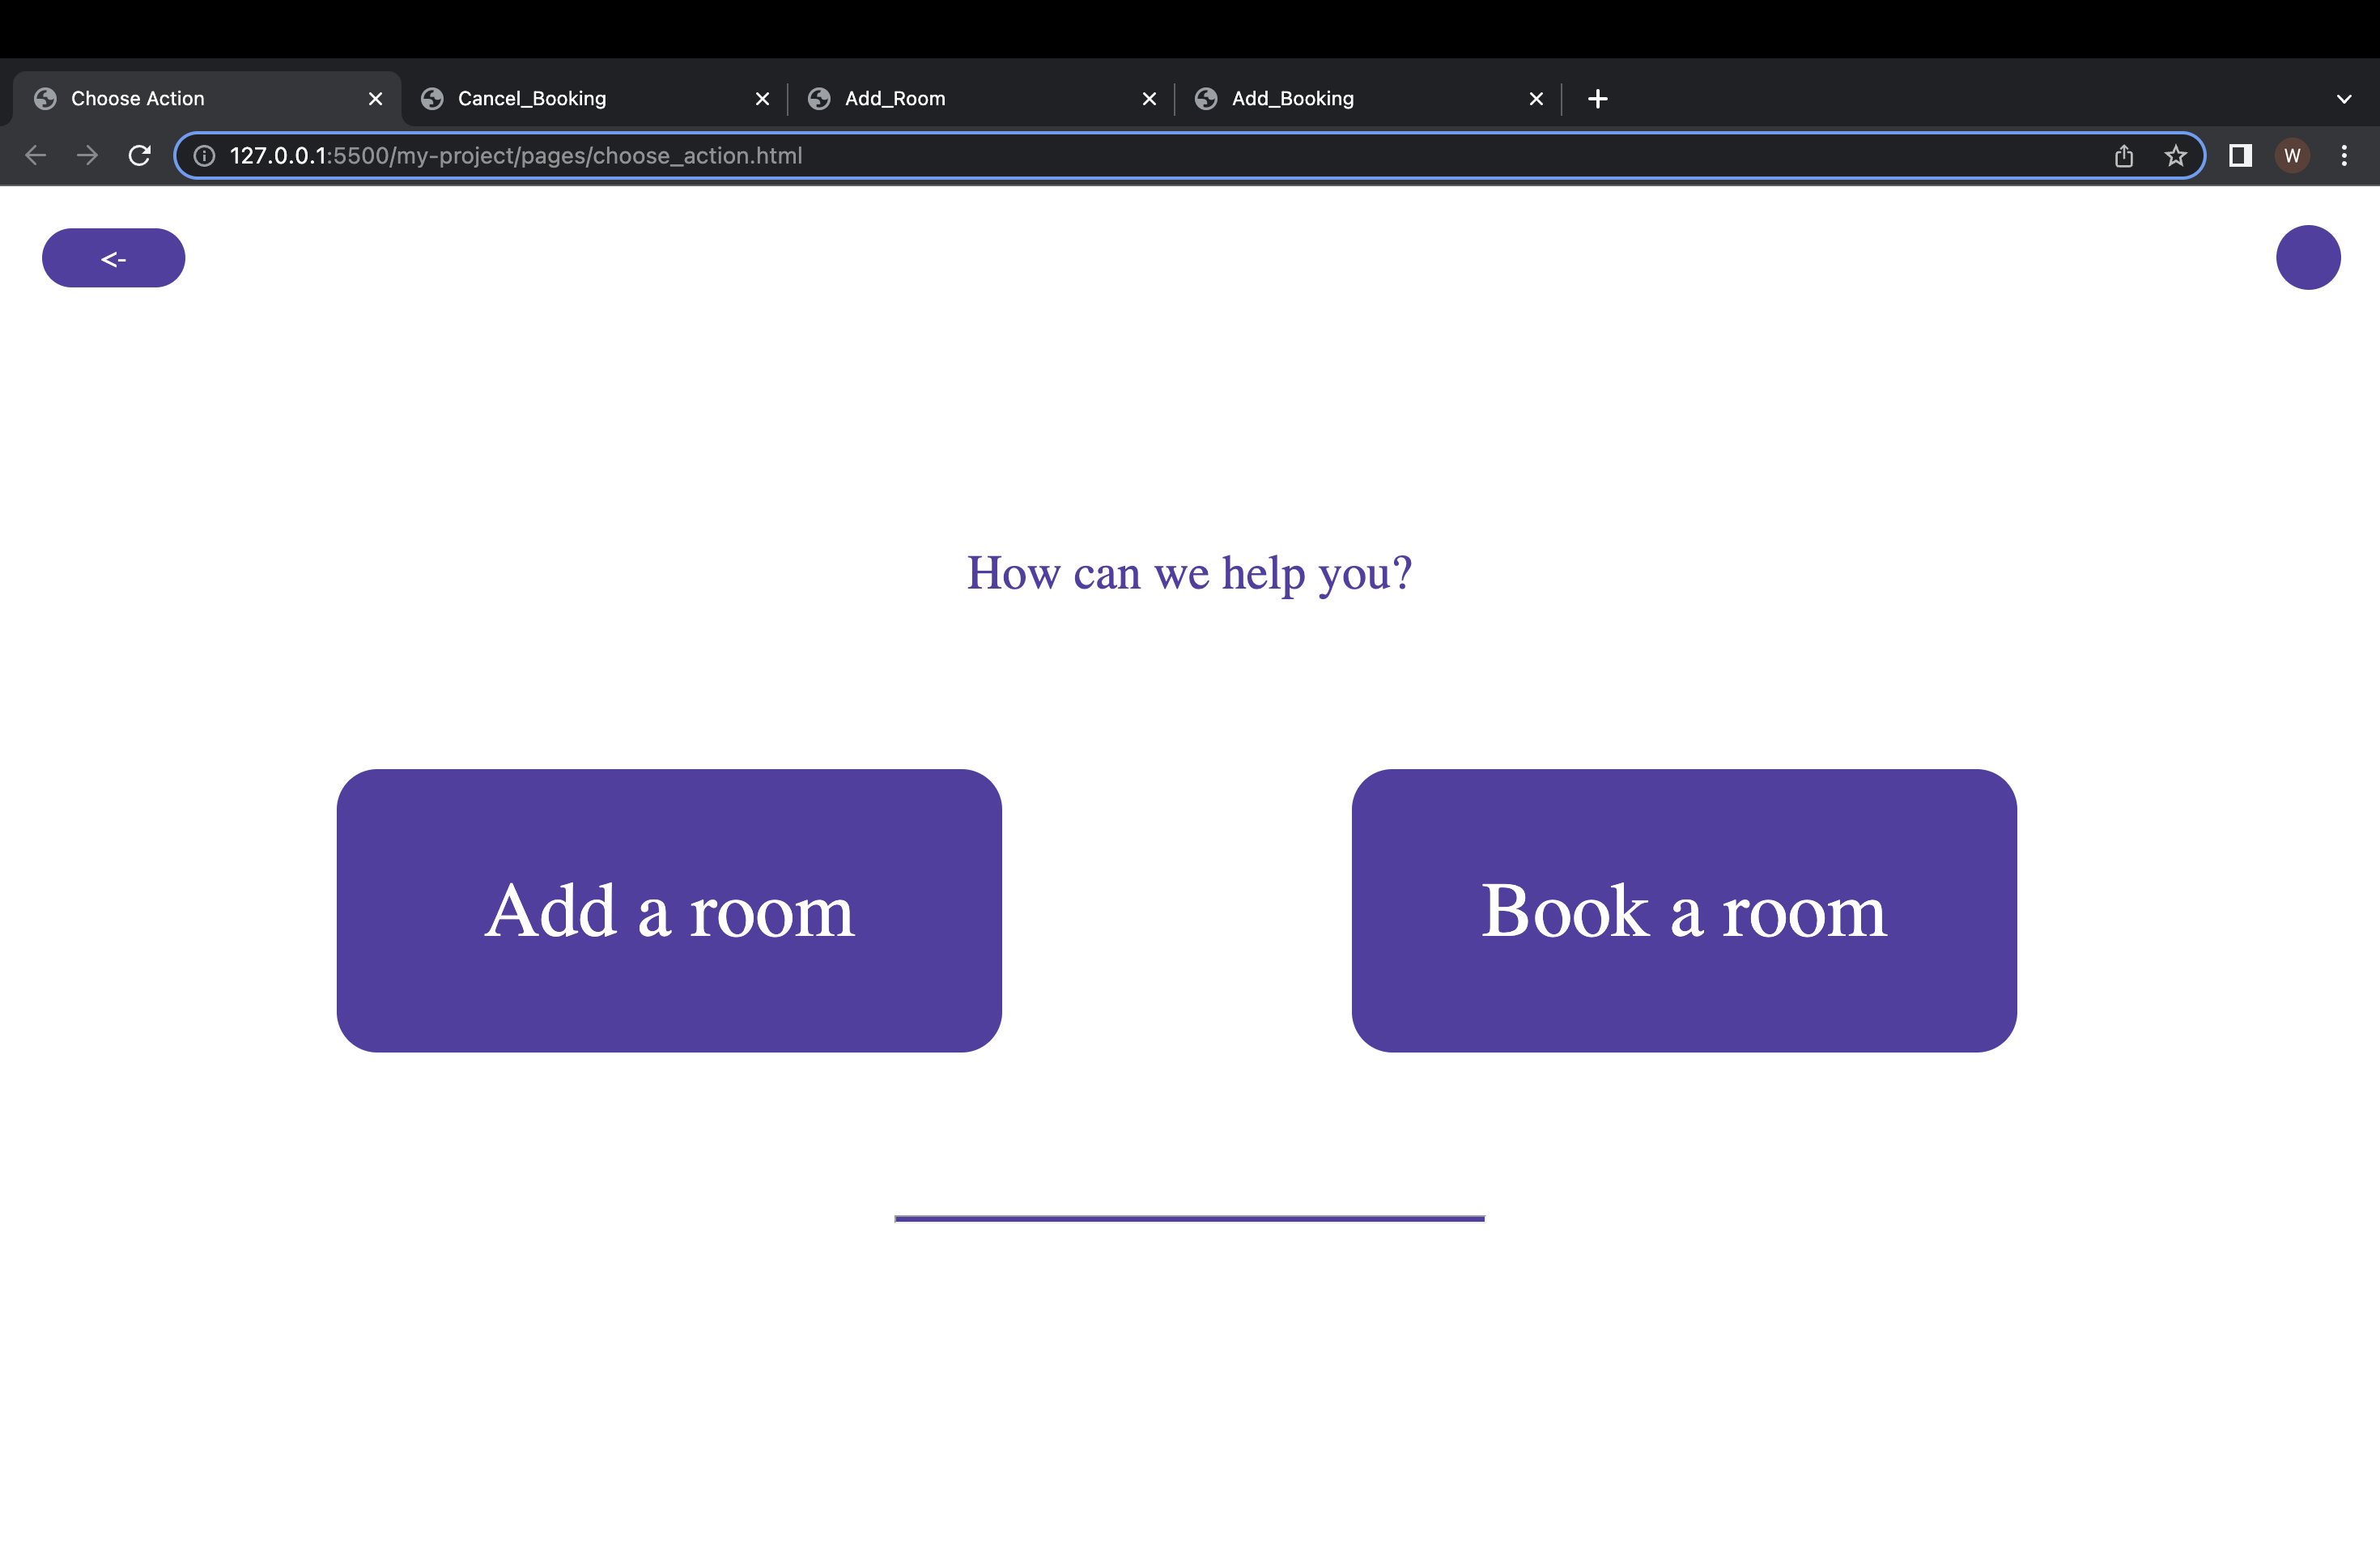 Choose Action
Cancel_Booking
Add_Room
Add_Booking
127.0.0.1:5500/my-project/pages/choose_action.html
W
<-
How can we help you?
Add a room
Book a room